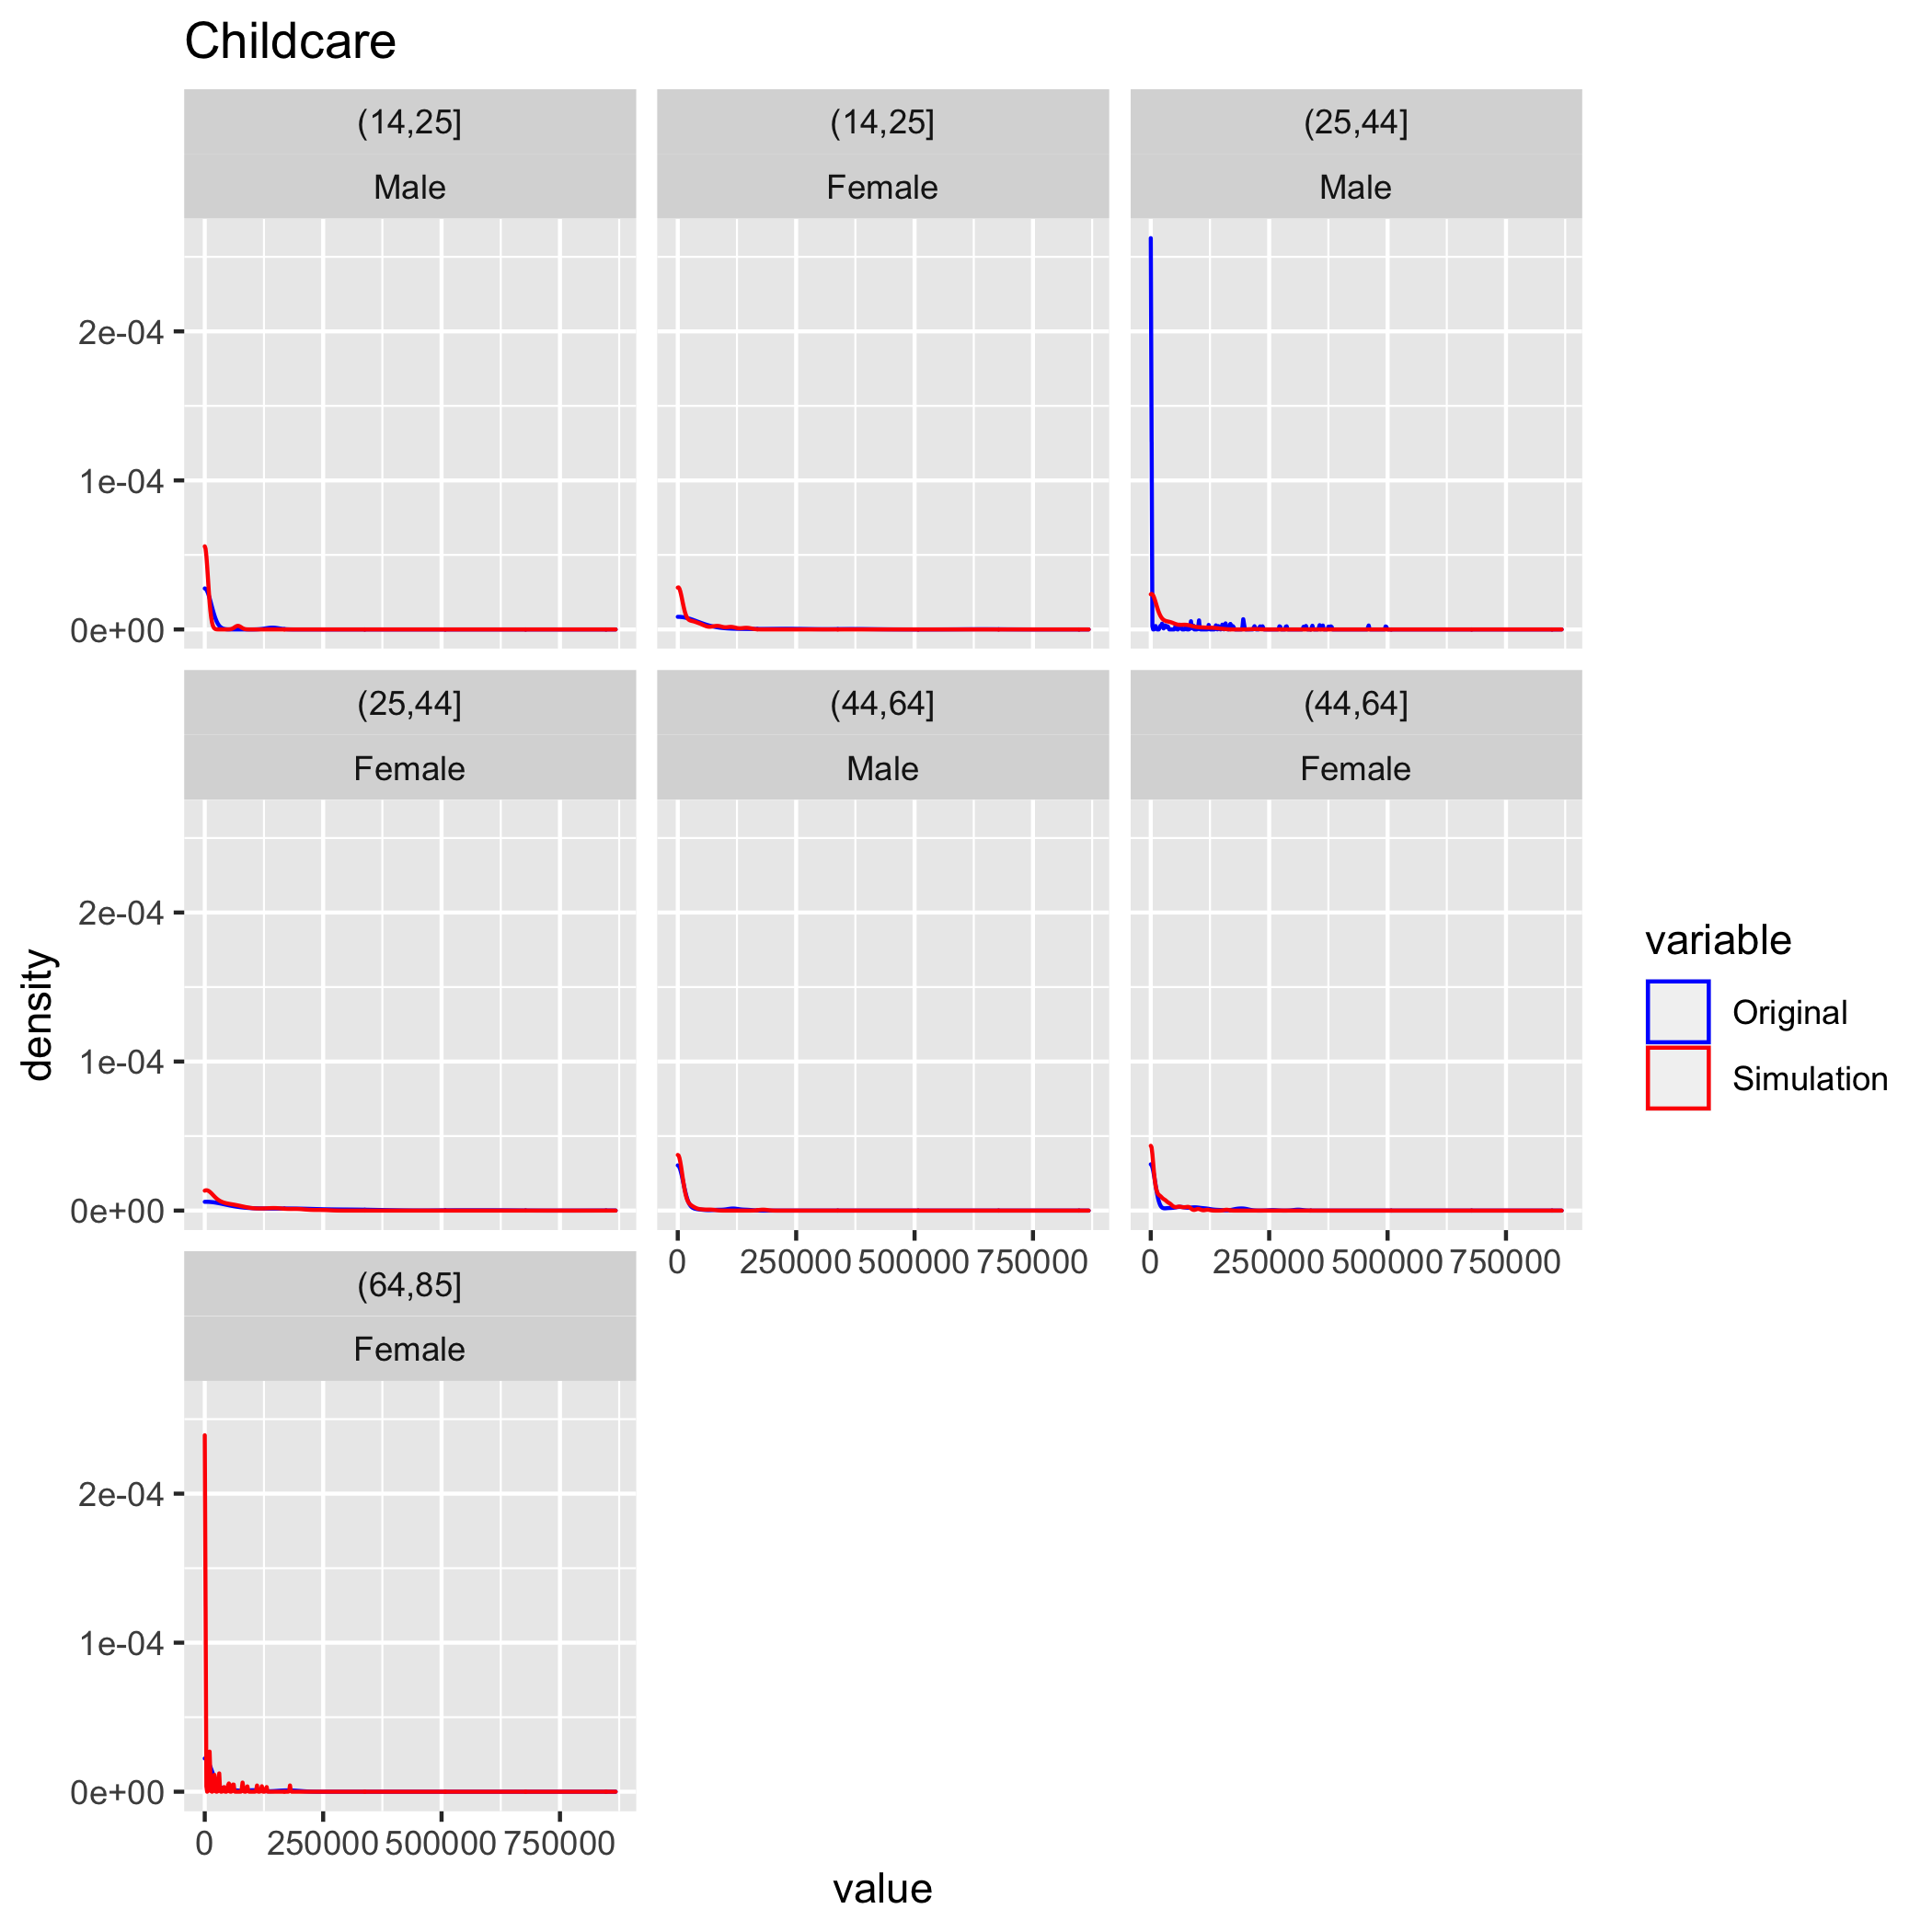 Childcare
(14,25]
Male
(14,25]
Female
(25,44]
Male
2e-04
1e-04
0e+00
(25,44]
Female
(44,64]
Male
(44,64]
Female
2e-04
1e-04
0e+00
0 250000 500000 750000
0 250000 500000 750000
(64,85]
Female
2e-04
1e-04
0e+00
0 250000 500000 750000
value
density
variable
Original
Simulation